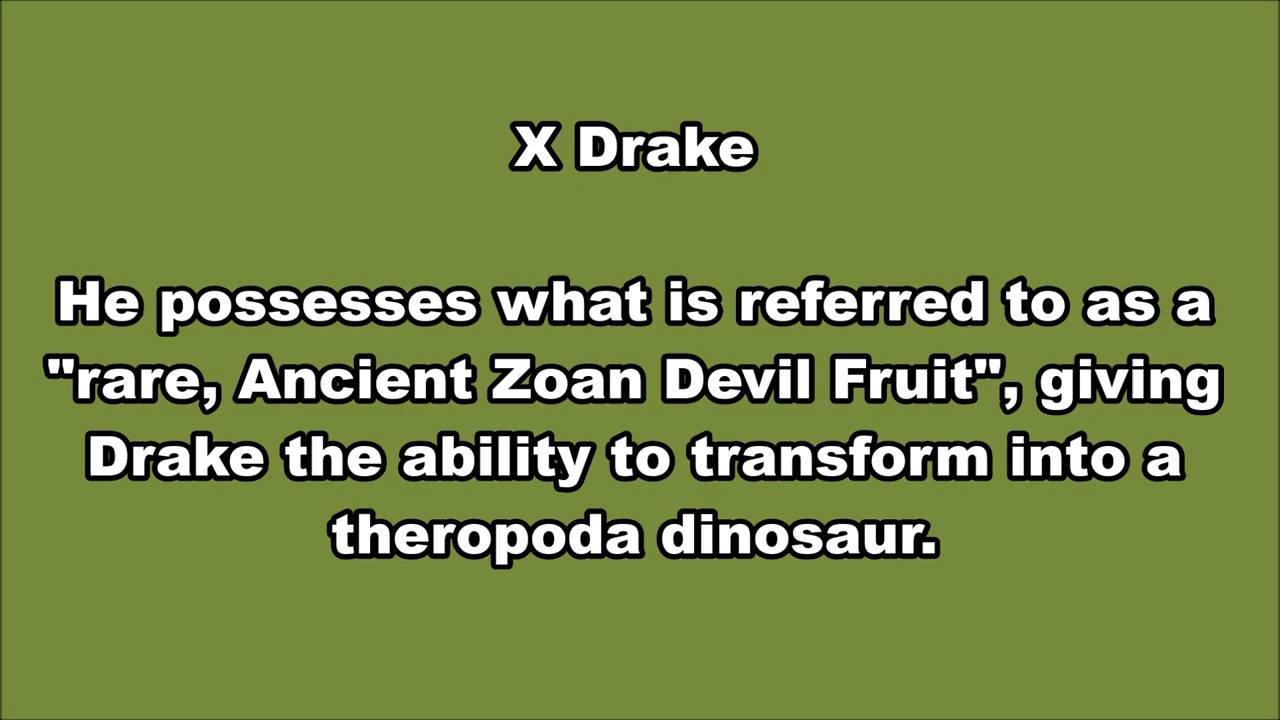 X Drake
He possesses what is referred to as a
"rare, Ancient Zoan Devil Fruit", giving
Drake the ability to transform into a
theropoda dinosaur.